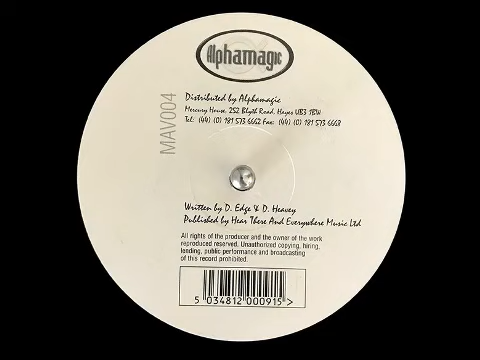 Alphamagic
MAV004
Distributed by Alphamagic
Mercury House, 252 Blyth Road, Hayes UB3 1BW
Tel: (44) (0) 181 573 6662 Fax: (44) (0) 181 573 6668
Written by D. Edge & D. Heavey
Published by Hear There And Everywhere Music Ltd
All rights of the producer and the owner of the work
reproduced reserved. Unauthorized copying, hiring,
lending, public performance and broadcasting
of this record prohibited.
5 034812 000915 >